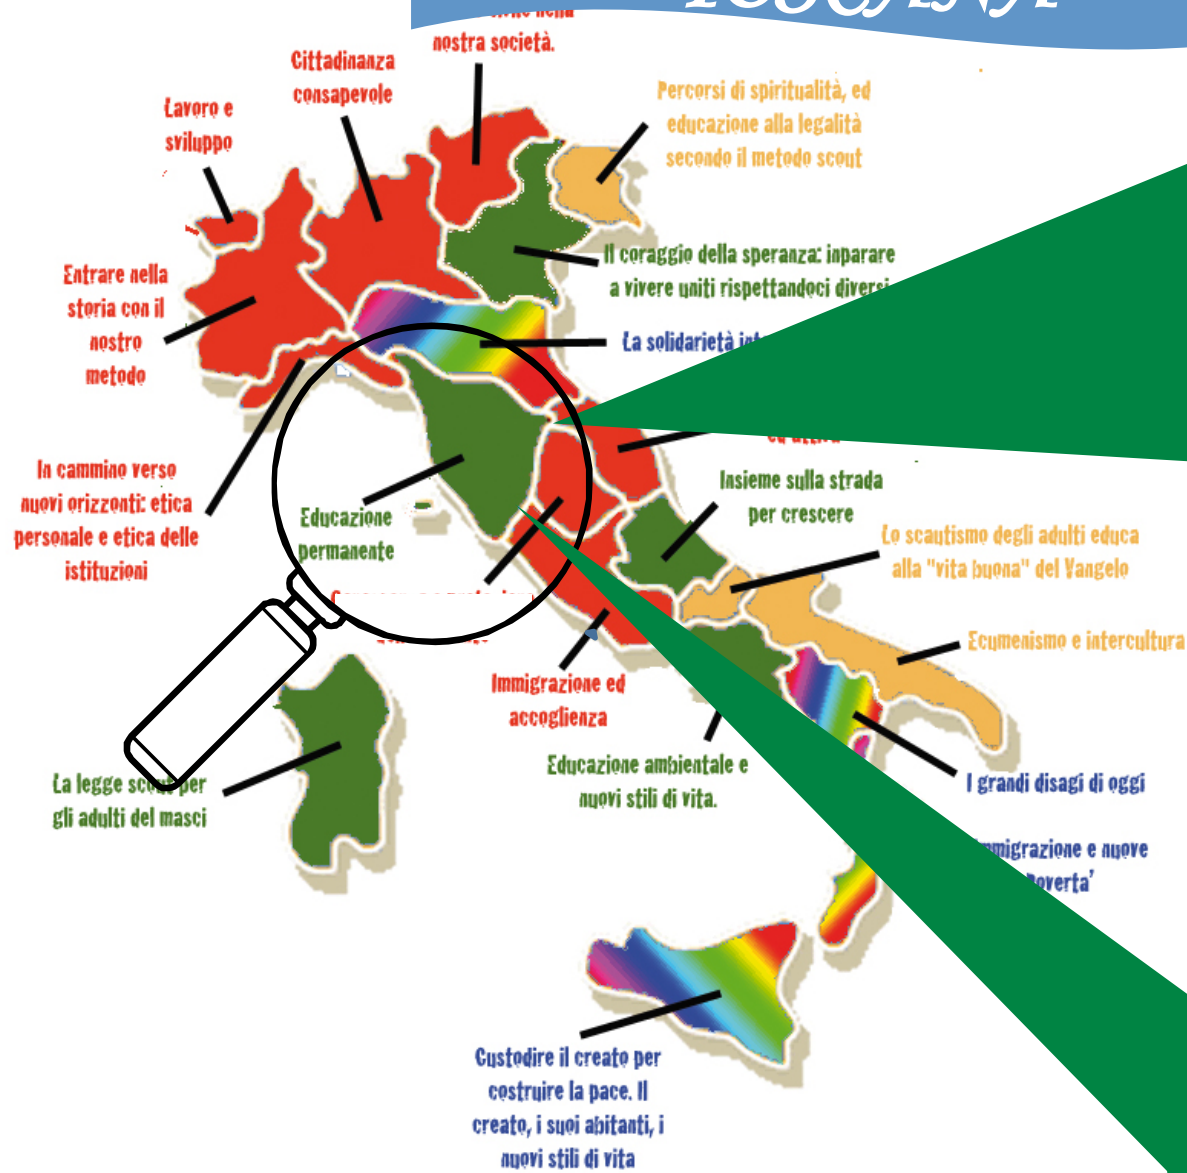 TOSCANA
nostra società.
Cittadinanza
consapevole
Lavoro e
sviluppo
Percorsi di spiritualità, ed
educazione alla legalità
secondo il metodo scout
Il coraggio della speranza: inparare
a vivere uniti rispettandoci diversi
La solidarietà
Entrare nella
storia con il
nostro
metodo
In cammino verso
nuovi orizzonti: etica
personale e etica delle
istituzioni
Educazione
permanente
Insieme sulla strada
per crescere
Lo scautismo degli adulti educa
alla "vita buona" del Vangelo
Ecumenismo e intercultura
Immigrazione ed
accoglienza
Educazione ambientale e
nuovi stili di vita.
I grandi disagi di oggi
La legge scout per
gli adulti del masci
mmigrazione e nuove
overta'
Custodire il creato per
costruire la pace. Il
creato, i suoi abitanti, i
nuovi stili di vita